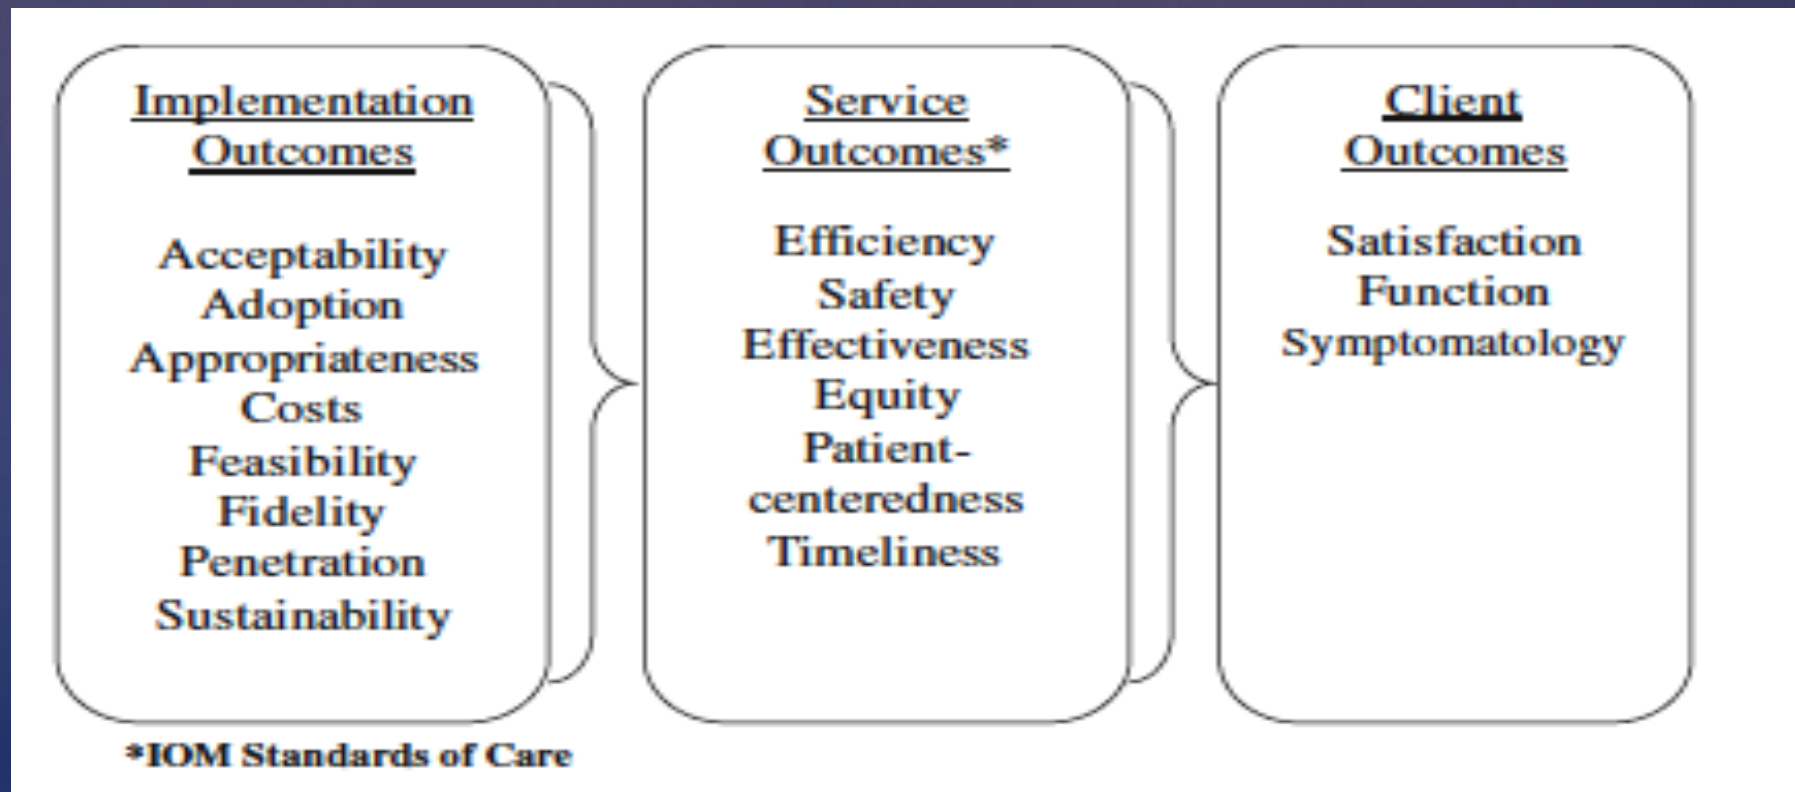 Implementation
Outcomes
Acceptability
Adoption
Appropriateness
Costs
Feasibility
Fidelity
Penetration
Sustainability
Service
Outcomes*
Efficiency
Safety
Effectiveness
Equity
Patient-
centeredness
Timeliness
Client
Outcomes
Satisfaction
Function
Symptomatology
*IOM Standards of Care